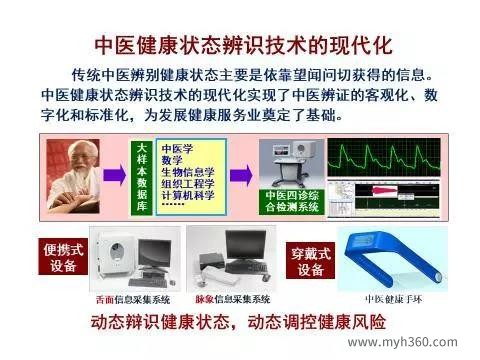 中医健康状态辨识技术的现代化
传统中医辨别健康状态主要是依靠望闻问切获得的信息。
中医健康状态辨识技术的现代化实现了中医辨证的客观化、数
字化和标准化，为发展健康服务业奠定了基础。
大样本数据库
中医学
数学
生物信息学
组织工程学
计算机科学
······
中医四诊综
合检测系统
便携式
设备
舌面信息采集系统
脉象信息采集系统
穿戴式
设备
中医健康手环
动态辩识健康状态，动态调控健康风险
www.myh360.com